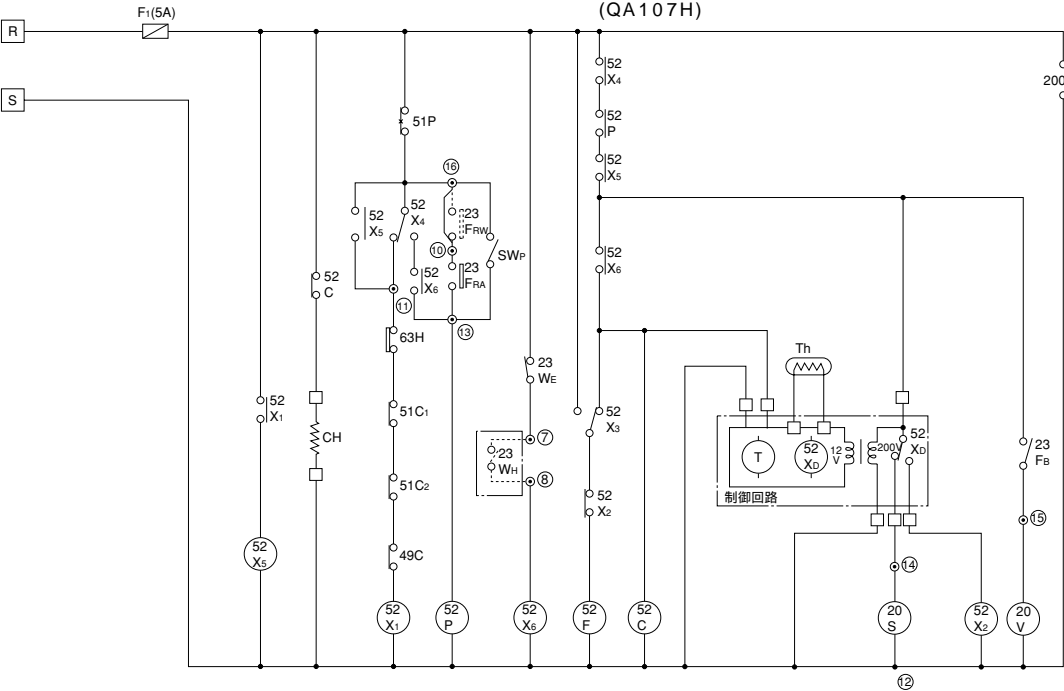 (QA107H)
F1(5A)
R
S
52
X4
52
P
52
X5
51P
16
52
X5
52
X4
23
FRW
10
SWP
23
FRA
52
X6
11
13
52
X6
200
52
C
63H
23
WE
Th
52
X1
CH
51C1
52
X3
7
23
WH
8
T
52
XD
12
V
200V
52
XD
制御回路
23
FB
51C2
52
X2
15
49C
14
52
X5
52
X1
52
P
52
X6
52
F
52
C
20
S
52
X2
20
V
12